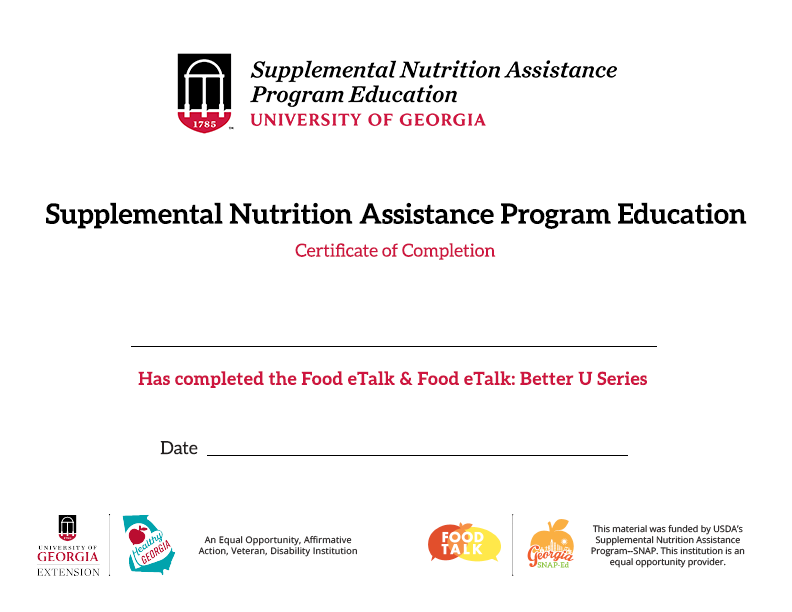 Supplemental Nutrition Assistance
Program Education
UNIVERSITY OF GEORGIA
1785
Supplemental Nutrition Assistance Program Education
Certificate of Completion
Has completed the Food eTalk & Food eTalk: Better U Series
Date
UNIVERSITY OF
GEORGIA
EXTENSION
Healthy
GEORGIA
An Equal Opportunity, Affirmative
Action, Veteran, Disability Institution
FOOD
TALK
Georgia
SNAP-Ed
This material was funded by USDA's
Supplemental Nutrition Assistance
Program—SNAP. This institution is an
equal opportunity provider.